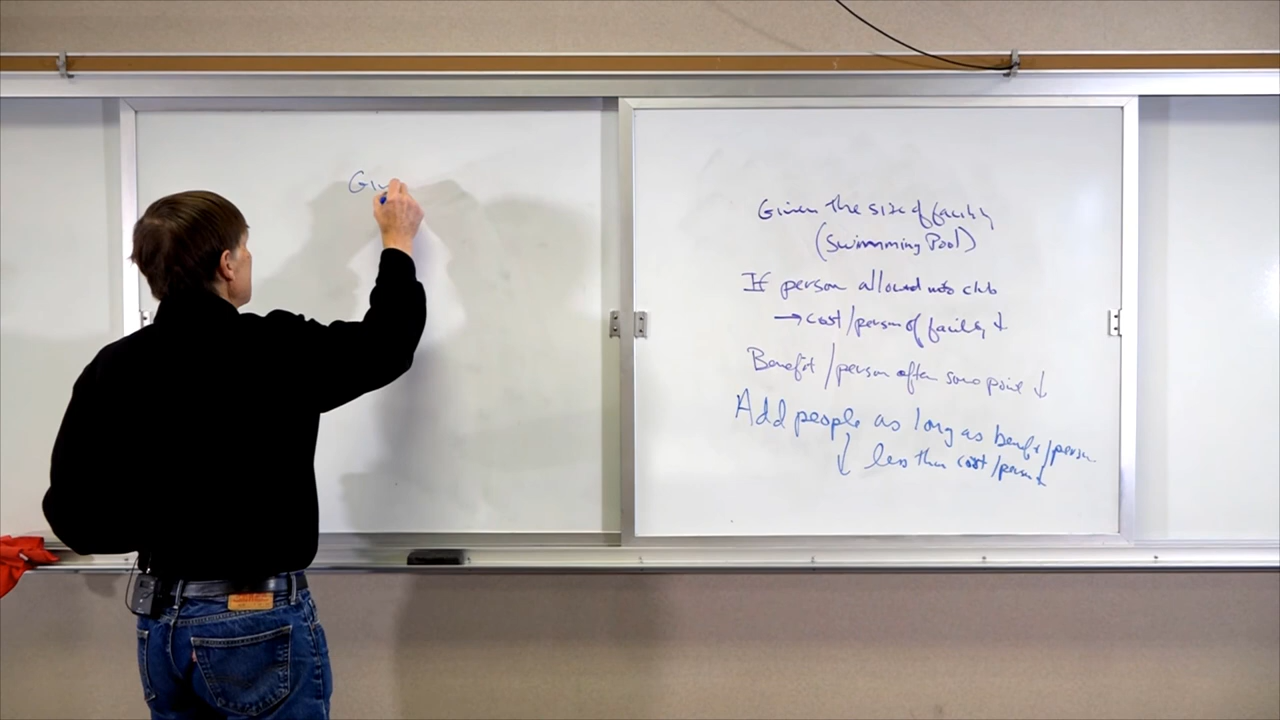 Giv
Given the size of facility
(Swimming Pool)
If person allowed into club
→ cost/person of facility ↓
Benefit/person after some point ↓
Add people as long as benefit/person
↓ less than cost/person ↓